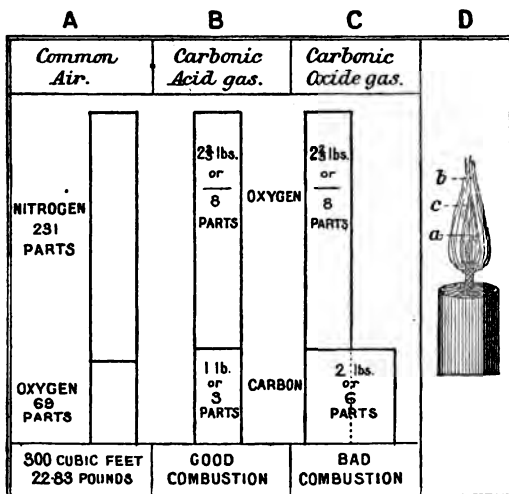 A B C D
Common Air.
Carbonic Acid gas.
Carbonic Oxide gas.
NITROGEN
231
PARTS
2⅔ lbs.
or
8
PARTS
OXYGEN
2⅔ lbs.
or
8
PARTS
b
c
a
OXYGEN
69
PARTS
1 lb.
or
3
PARTS
CARBON
2 lbs.
or
6
PARTS
300 CUBIC FEET
22·83 POUNDS
GOOD
COMBUSTION
BAD
COMBUSTION